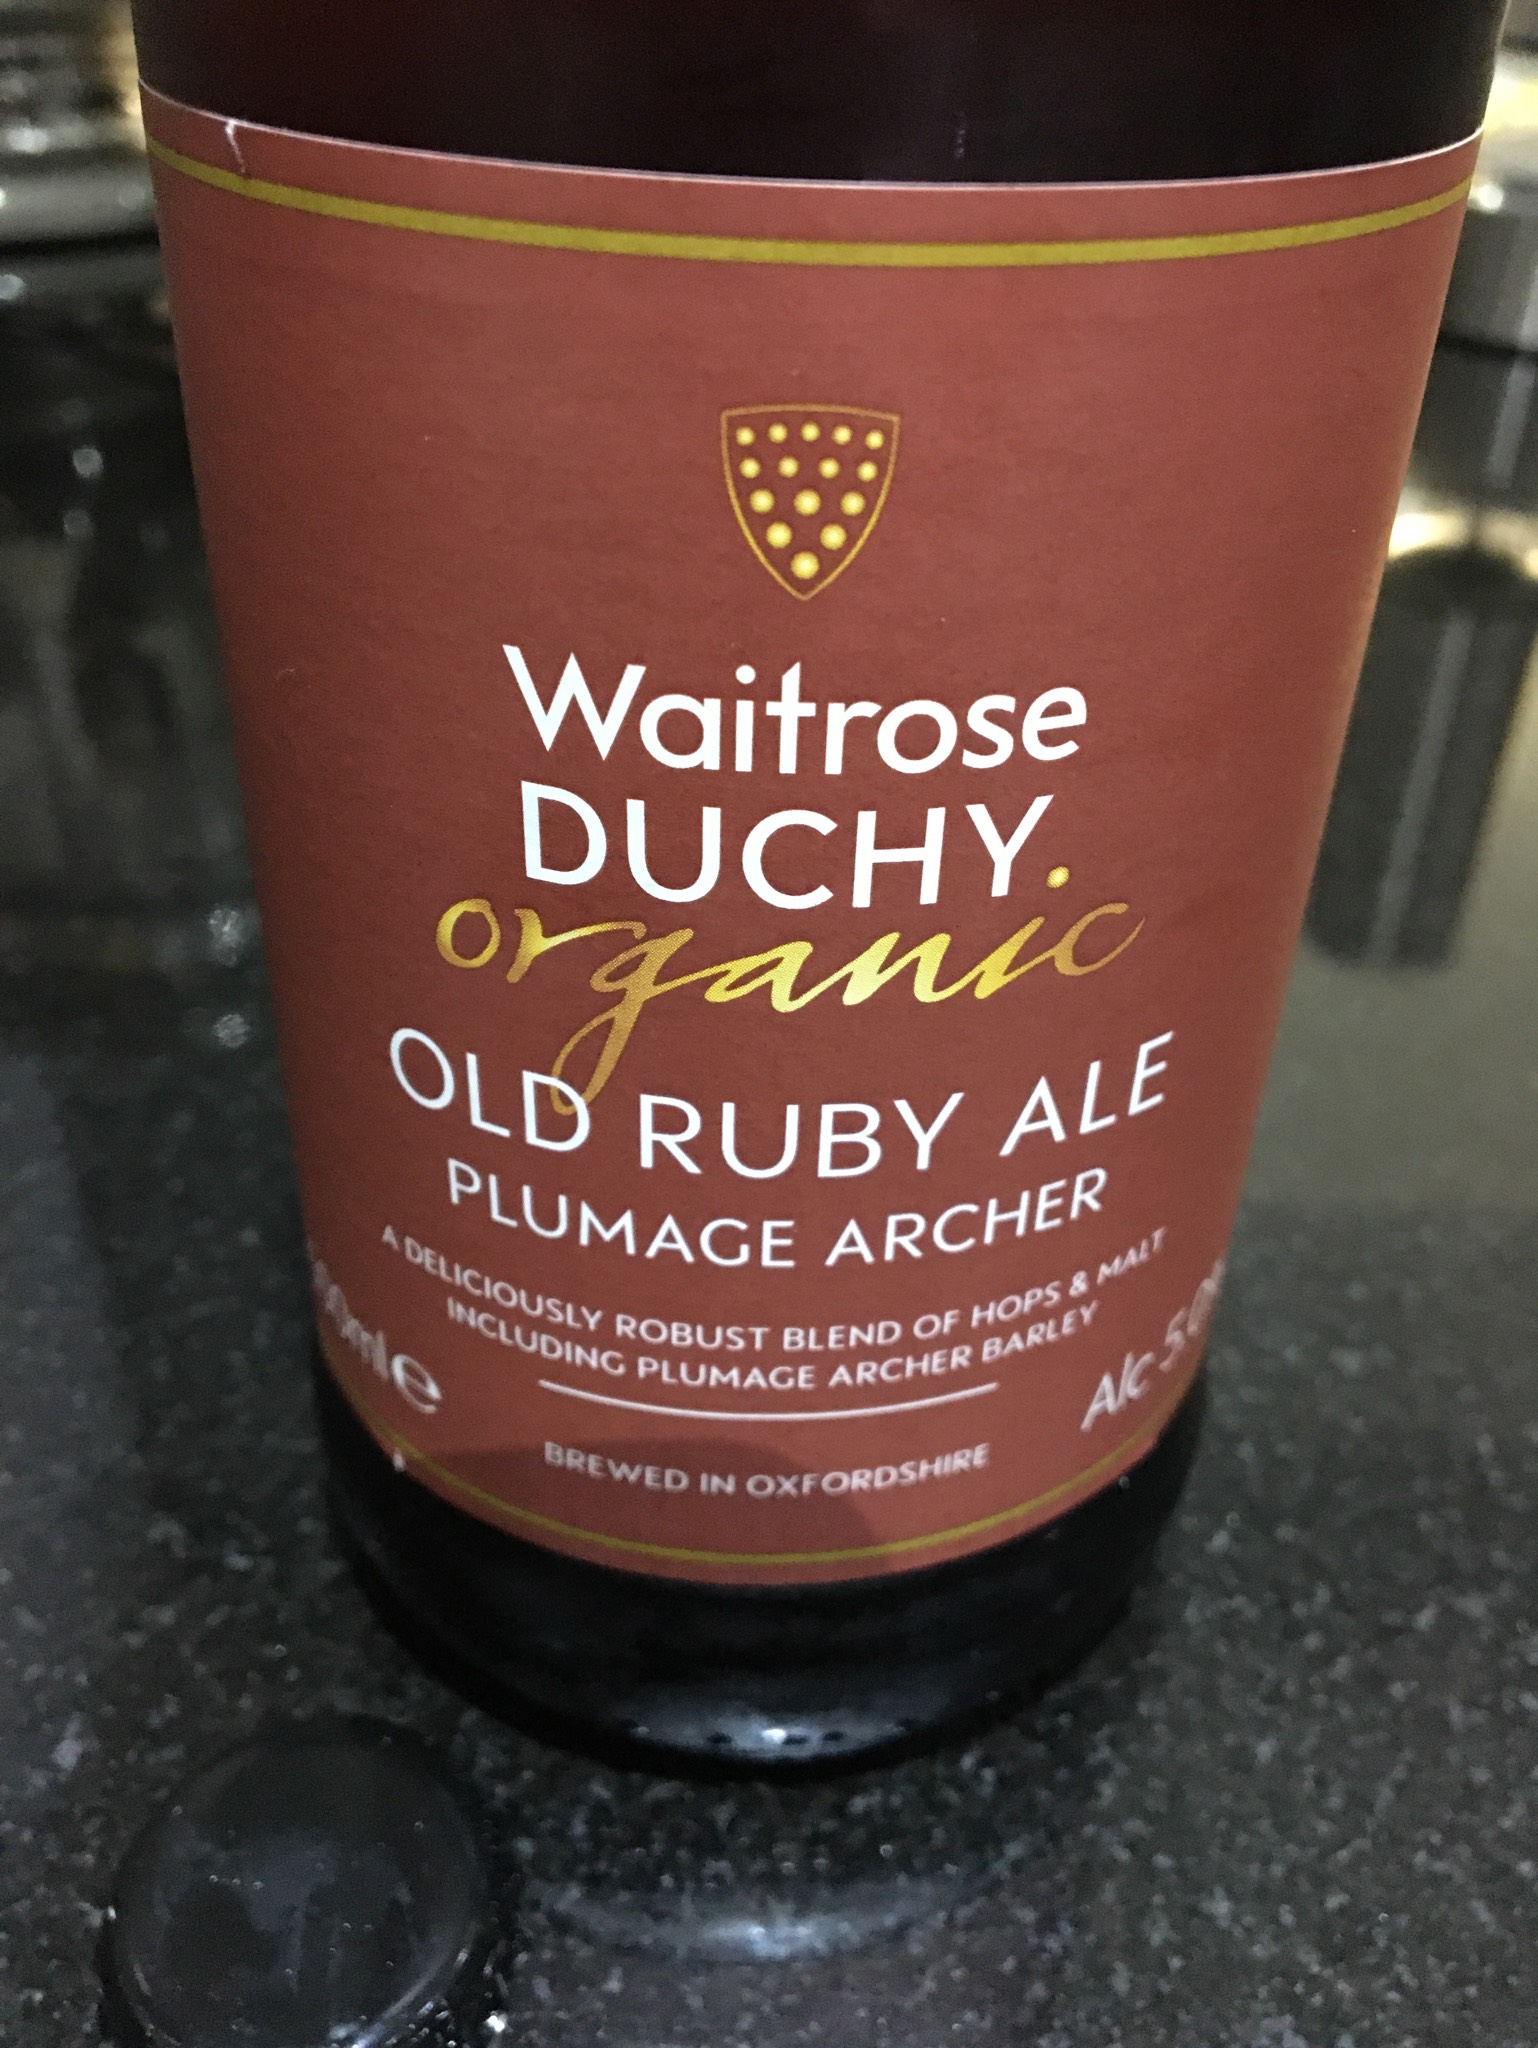 Waitrose
DUCHY
organic
OLD RUBY ALE
PLUMAGE ARCHER
A DELICIOUSLY ROBUST BLEND OF HOPS & MALT
INCLUDING PLUMAGE ARCHER BARLEY
Alc
BREWED IN OXFORDSHIRE